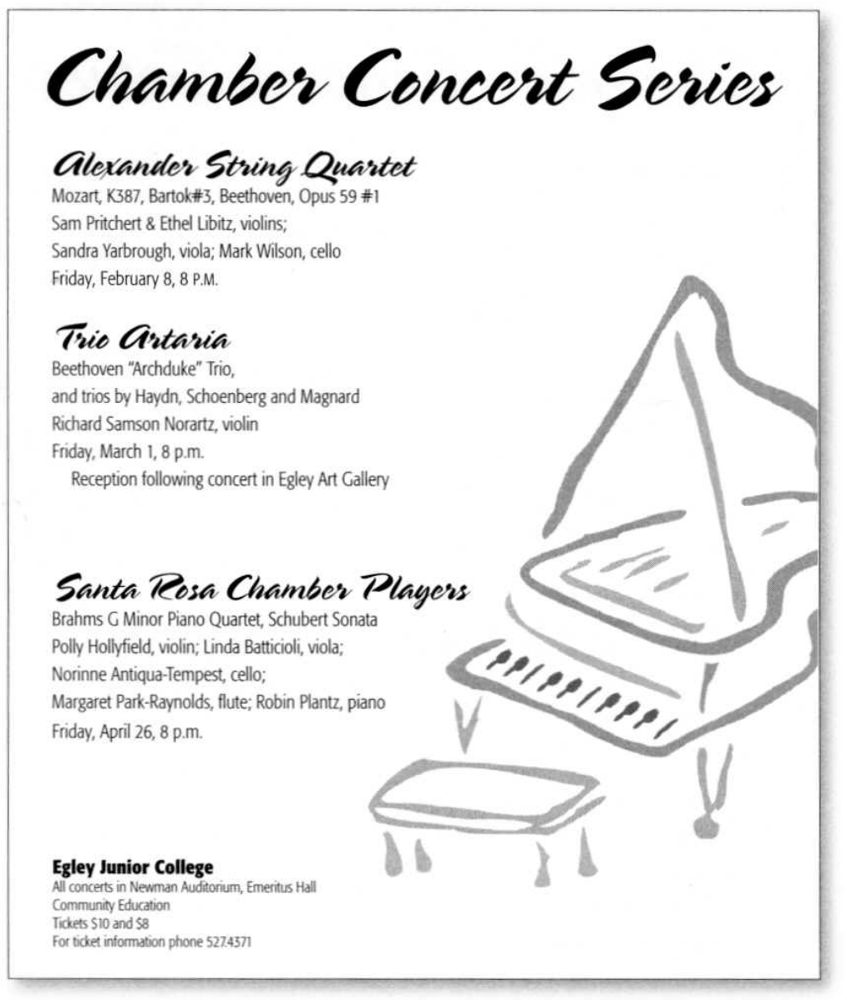 Chamber Concert Series
Alexander String Quartet
Mozart, K387, Bartok#3, Beethoven, Opus 59 #1
Sam Pritchert & Ethel Libitz, violins;
Sandra Yarbrough, viola; Mark Wilson, cello
Friday, February 8, 8 P.M.
Trio Artaria
Beethoven "Archduke" Trio,
and trios by Haydn, Schoenberg and Magnard
Richard Samson Norartz, violin
Friday, March 1, 8 p.m.
Reception following concert in Egley Art Gallery
Santa Rosa Chamber Players
Brahms G Minor Piano Quartet, Schubert Sonata
Polly Hollyfield, violin; Linda Batticioli, viola;
Norinne Antiqua-Tempest, cello;
Margaret Park-Raynolds, flute; Robin Plantz, piano
Friday, April 26, 8 p.m.
Egley Junior College
All concerts in Newman Auditorium, Emeritus Hall
Community Education
Tickets $10 and $8
For ticket information phone 527.4371